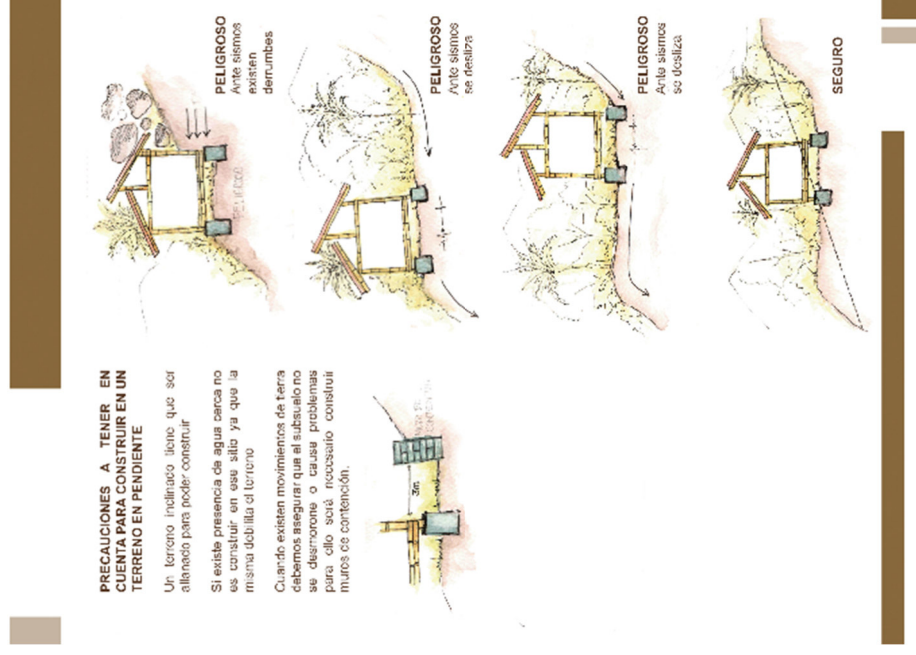 PRECAUCIONES A TENER EN
CUENTA PARA CONSTRUIR EN UN
TERRENO EN PENDIENTE
Un terreno inclinado tiene que ser
allanado para poder construir
Si existe presencia de agua cerca no
es construir en ese sitio ya que la
misma debilita el terreno
Cuando existen movimientos de tierra
debemos asegurar que el subsuelo no
se desmorone o cause problemas
para ello será necesario construir
muros de contención.
3m
PELIGROSO
Ante sismos
existen
derrumbes
PELIGROSO
Ante sismos
se desliza
PELIGROSO
Ante sismos
se desliza
SEGURO